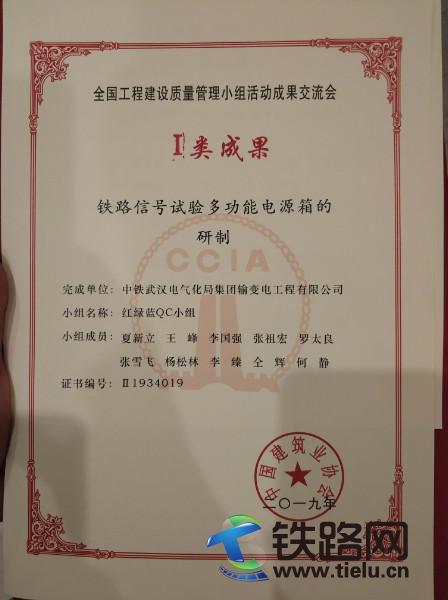 全国工程建设质量管理小组活动成果交流会
Ⅱ类成果
铁路信号试验多功能电源箱的
研制
CCIA
完成单位：中铁武汉电气化局集团输变电工程有限公司
小组名称：红绿蓝QC小组
小组成员：夏新立 王峰 李国强 张祖宏 罗太良
张雪飞 杨松林 李臻 仝辉 何静
证书编号：Ⅱ1934019
中国建筑业协会
二〇一九年
铁路网
www.tielu.cn